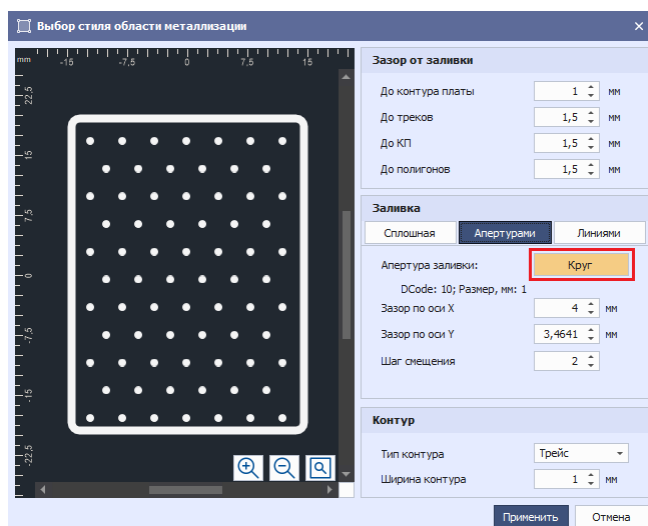 Выбор стиля области металлизации
mm -15 -7,5 0 7,5 15
22,5
15
7,5
0
-7,5
-15
-22,5
Зазор от заливки
До контура платы 1 мм
До треков 1,5 мм
До КП 1,5 мм
До полигонов 1,5 мм
Заливка
Сплошная Апертурами Линиями
Апертура заливки: Круг
DCode: 10; Размер, мм: 1
Зазор по оси X 4 мм
Зазор по оси Y 3,4641 мм
Шаг смещения 2
Контур
Тип контура Трейс
Ширина контура 1 мм
Применить Отмена